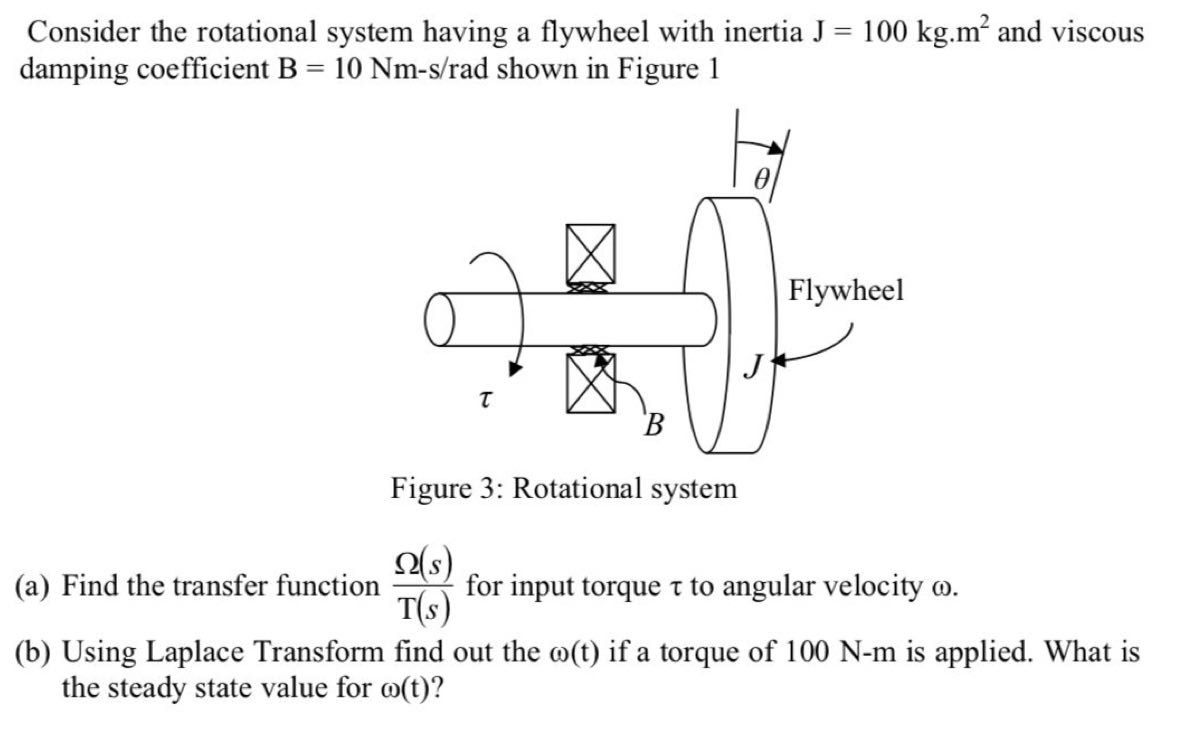 Consider the rotational system having a flywheel with inertia J = 100 kg.m² and viscous
damping coefficient B = 10 Nm-s/rad shown in Figure 1
θ
Flywheel
J
τ
B
Figure 3: Rotational system
(a) Find the transfer function Ω(s)/T(s) for input torque τ to angular velocity ω.
(b) Using Laplace Transform find out the ω(t) if a torque of 100 N-m is applied. What is
the steady state value for ω(t)?